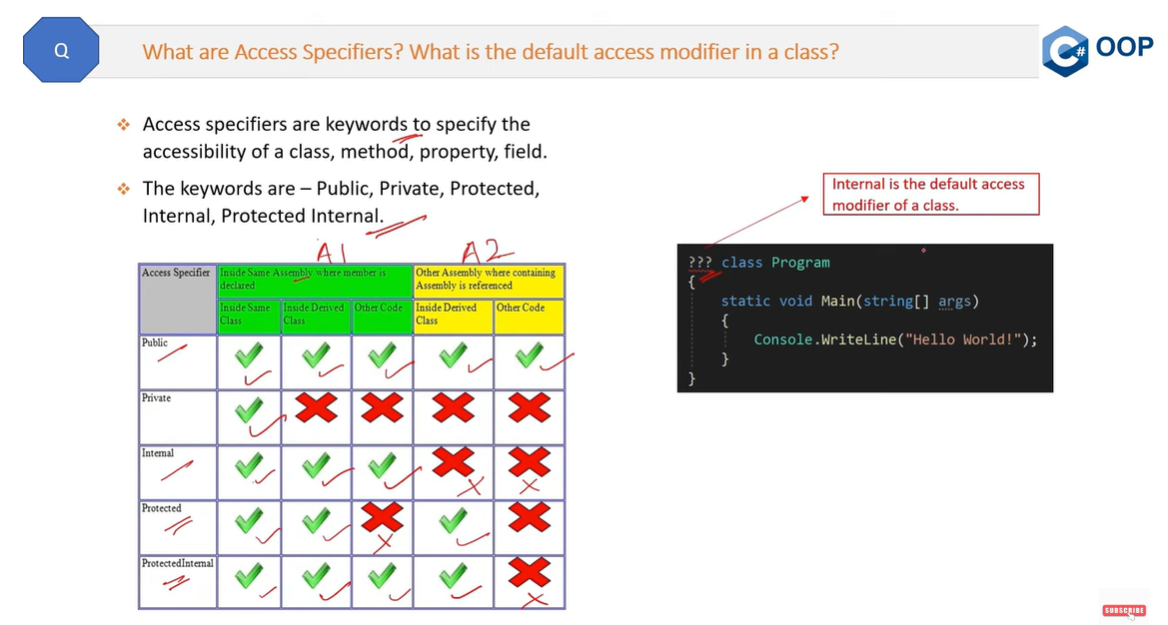 Q
What are Access Specifiers? What is the default access modifier in a class?
C# OOP
Access specifiers are keywords to specify the
accessibility of a class, method, property, field.
The keywords are – Public, Private, Protected,
Internal, Protected Internal.
A1 A2
Access Specifier
Inside Same Assembly where member is
declared
Other Assembly where containing
Assembly is referenced
Inside Same
Class
Inside Derived
Class
Other Code
Inside Derived
Class
Other Code
Public
Private
Internal
Protected
ProtectedInternal
Internal is the default access
modifier of a class.
??? class Program
{
static void Main(string[] args)
{
Console.WriteLine("Hello World!");
}
}
SUBSCRIBE